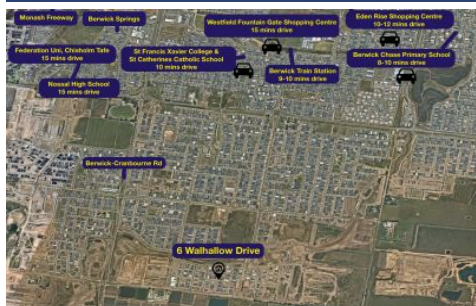 Monash Freeway
Berwick Springs
Westfield Fountain Gate Shopping Centre
15 mins drive
Eden Rise Shopping Centre
10-12 mins drive
Federation Uni, Chisholm Tafe
15 mins drive
St Francis Xavier College &
St Catherines Catholic School
10 mins drive
Berwick Train Station
9-10 mins drive
Berwick Chase Primary School
8-10 mins drive
Nossal High School
15 mins drive
Berwick-Cranbourne Rd
6 Walhallow Drive